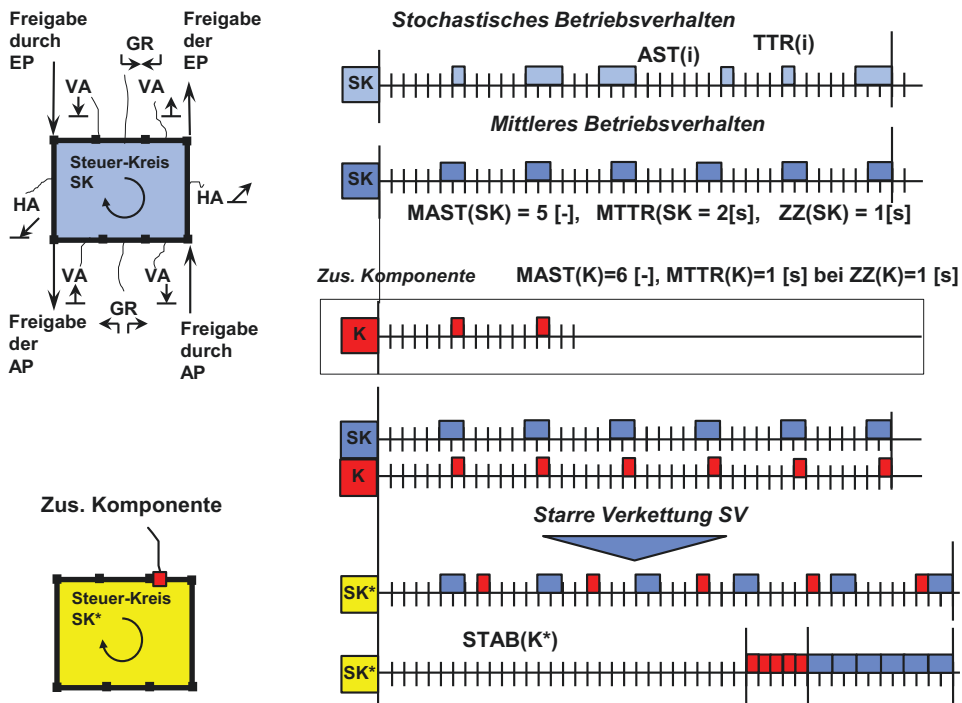 Freigabe
durch
EP
GR
Freigabe
der
EP
VA
VA
Steuer-Kreis
SK
HA
HA
VA
VA
GR
Freigabe
der
AP
Freigabe
durch
AP
Zus. Komponente
Steuer-Kreis
SK*
Stochastisches Betriebsverhalten
AST(i)
TTR(i)
SK
Mittleres Betriebsverhalten
SK
MAST(SK) = 5 [-], MTTR(SK = 2[s], ZZ(SK) = 1[s]
Zus. Komponente
MAST(K)=6 [-], MTTR(K)=1 [s] bei ZZ(K)=1 [s]
K
SK
K
Starre Verkettung SV
SK*
STAB(K*)
SK*